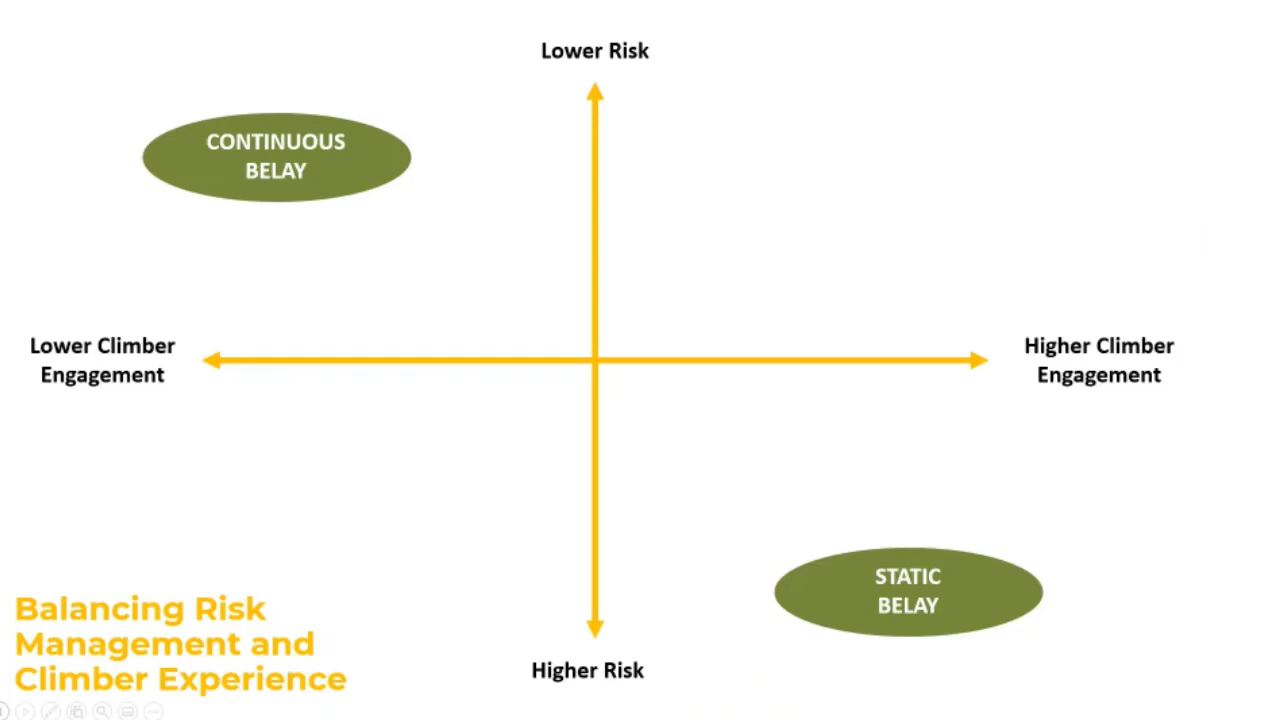 Lower Risk
CONTINUOUS
BELAY
Lower Climber
Engagement
Higher Climber
Engagement
STATIC
BELAY
Higher Risk
Balancing Risk
Management and
Climber Experience